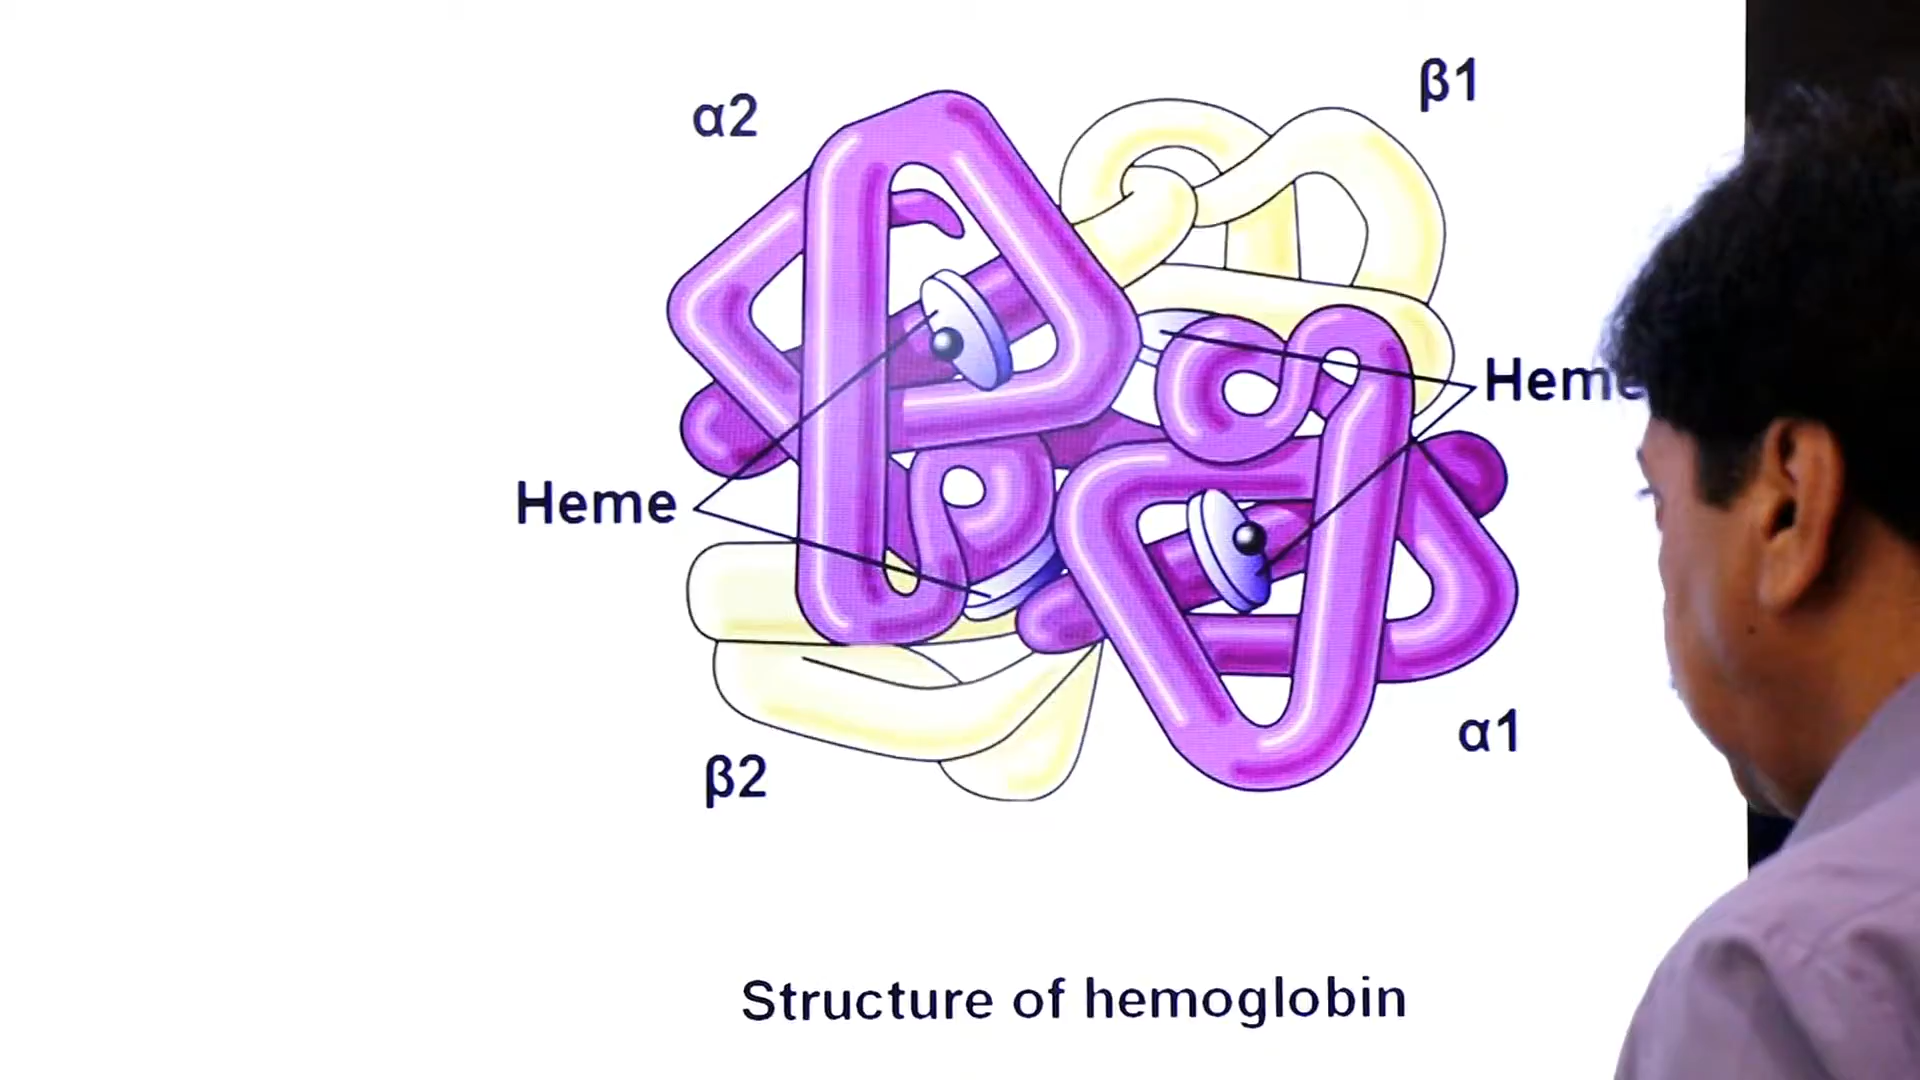 α2
β1
Heme
Heme
α1
β2
Structure of hemoglobin